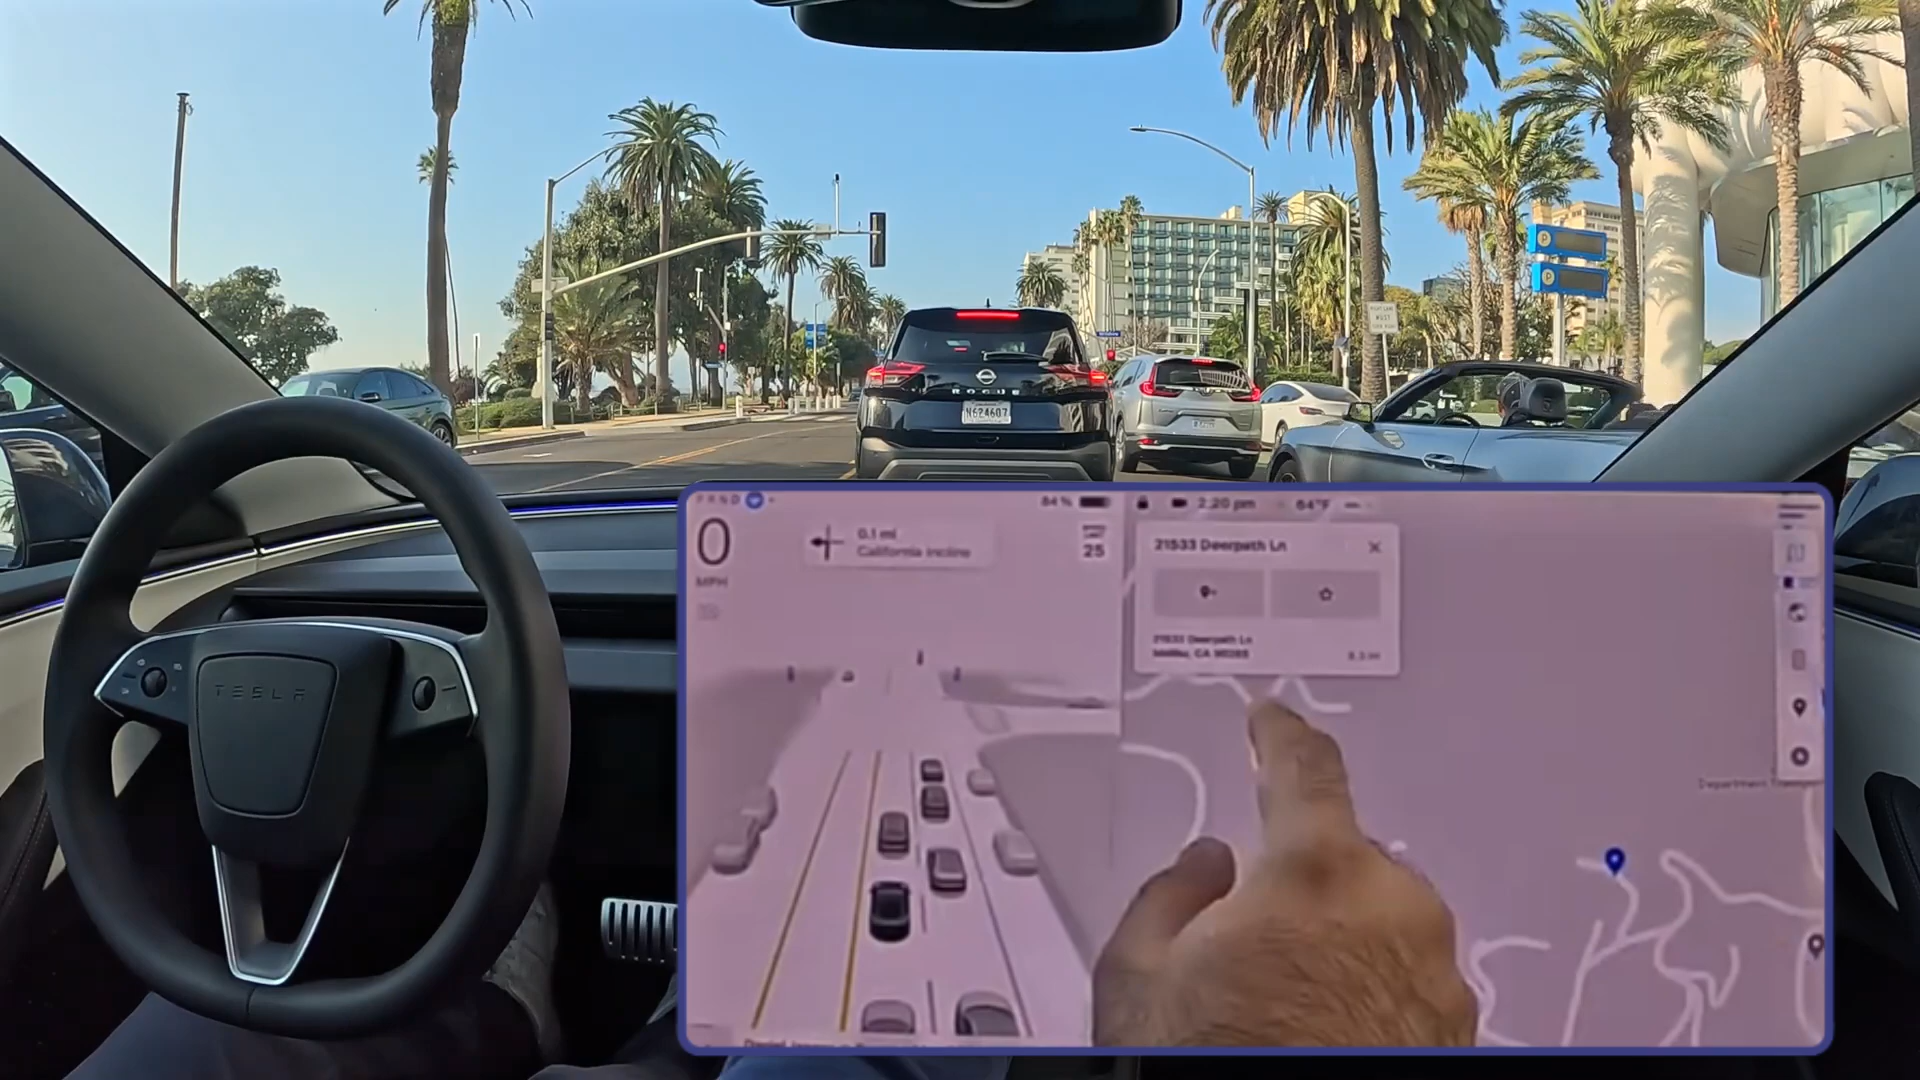 ROGUE
N624607
TESLA
P R N D
84 %
2:20 pm
64°F
0
MPH
0.1 mi
California Incline
25
21533 Deerpath Ln
21533 Deerpath Ln
Malibu, CA 90265